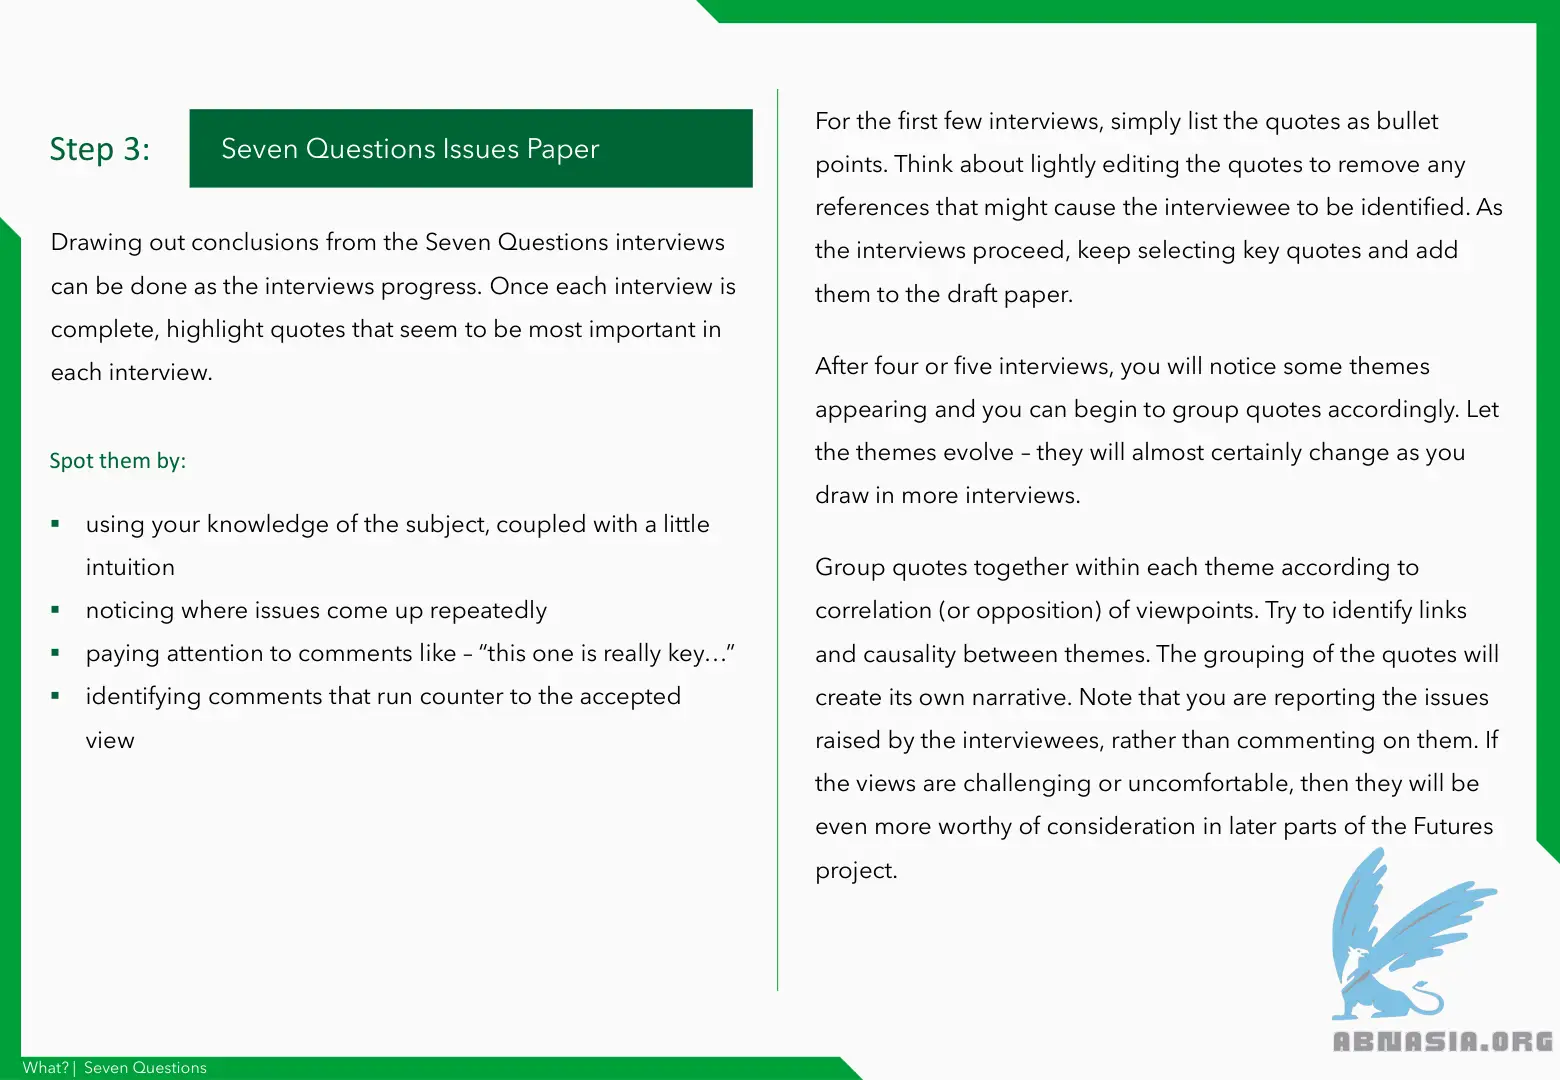 Step 3:
Seven Questions Issues Paper
Drawing out conclusions from the Seven Questions interviews
can be done as the interviews progress. Once each interview is
complete, highlight quotes that seem to be most important in
each interview.
Spot them by:
▪ using your knowledge of the subject, coupled with a little
intuition
▪ noticing where issues come up repeatedly
▪ paying attention to comments like – “this one is really key…”
▪ identifying comments that run counter to the accepted
view
For the first few interviews, simply list the quotes as bullet
points. Think about lightly editing the quotes to remove any
references that might cause the interviewee to be identified. As
the interviews proceed, keep selecting key quotes and add
them to the draft paper.
After four or five interviews, you will notice some themes
appearing and you can begin to group quotes accordingly. Let
the themes evolve – they will almost certainly change as you
draw in more interviews.
Group quotes together within each theme according to
correlation (or opposition) of viewpoints. Try to identify links
and causality between themes. The grouping of the quotes will
create its own narrative. Note that you are reporting the issues
raised by the interviewees, rather than commenting on them. If
the views are challenging or uncomfortable, then they will be
even more worthy of consideration in later parts of the Futures
project.
ABNASIA.ORG
What? | Seven Questions